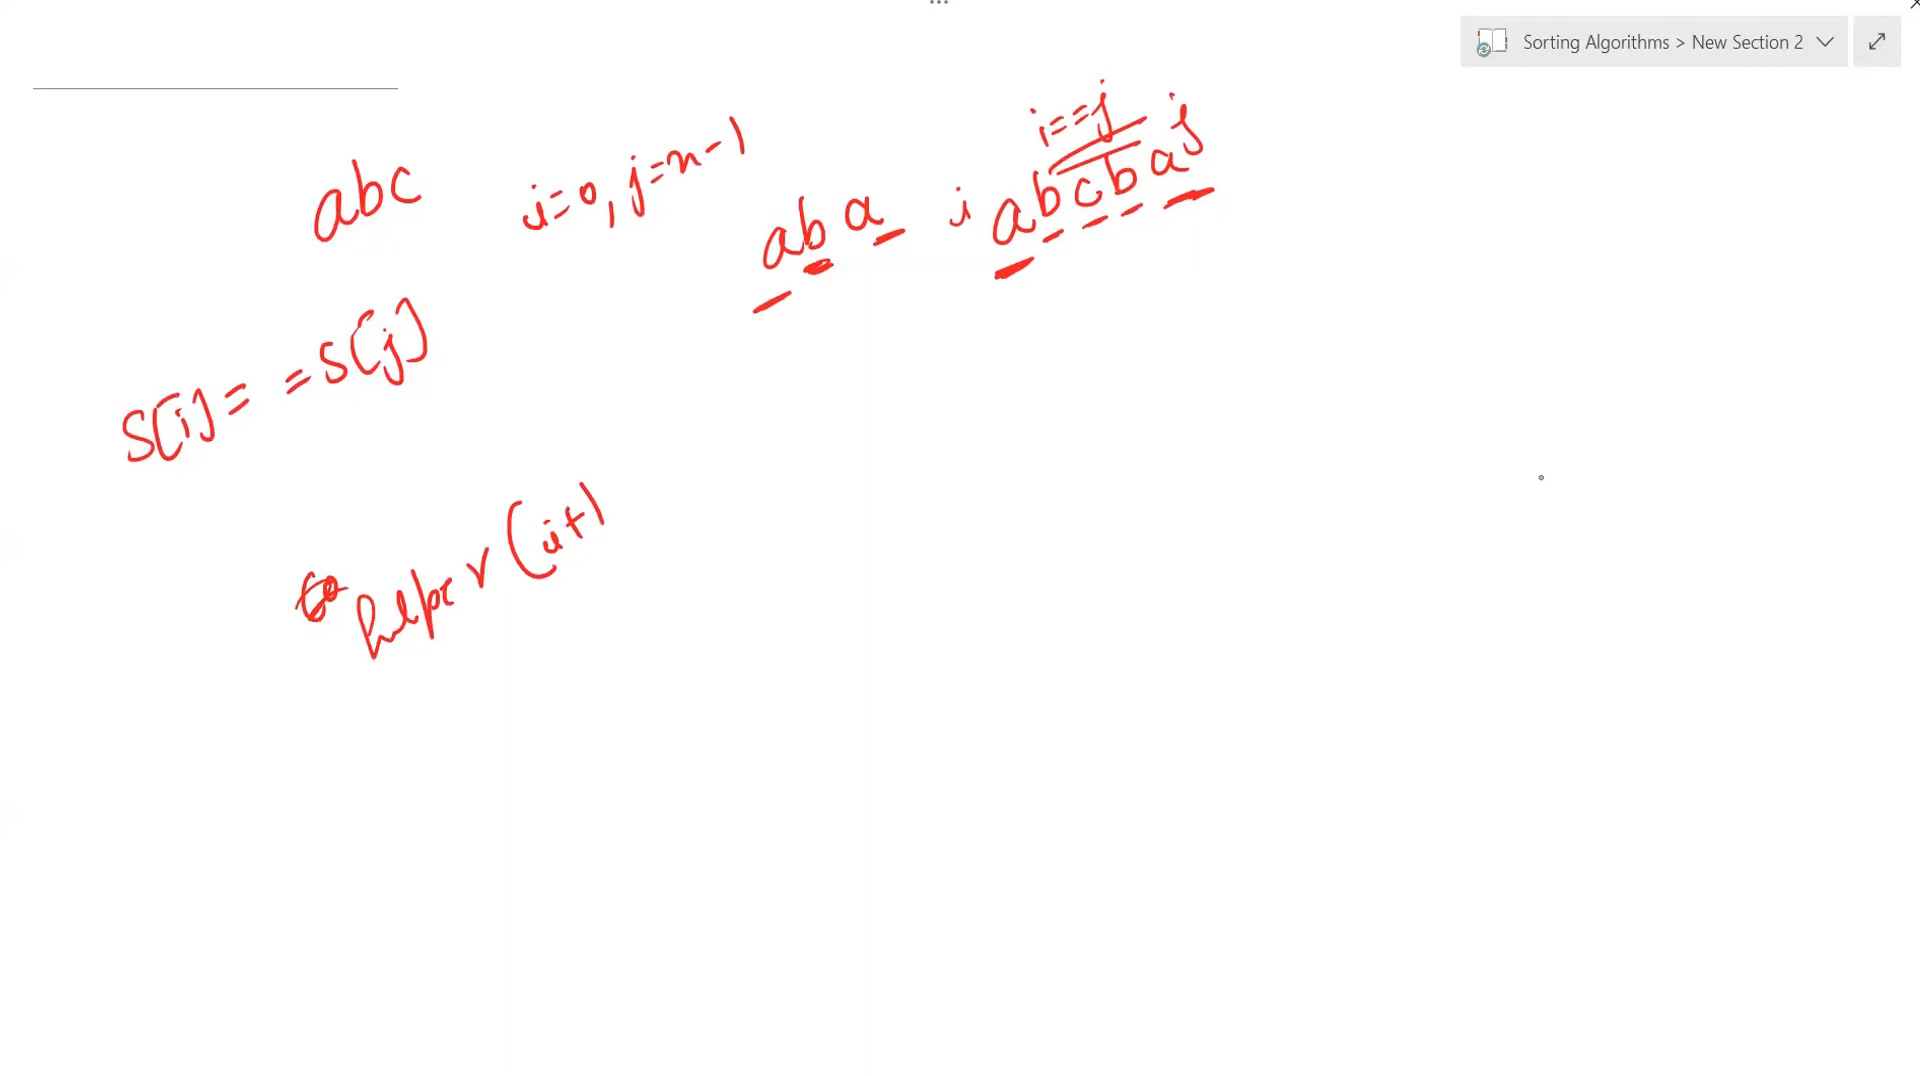 Sorting Algorithms > New Section 2
i==j
abc i=0, j=n-1 aba i abcba j
S[i]==S[j]
helper(i+1